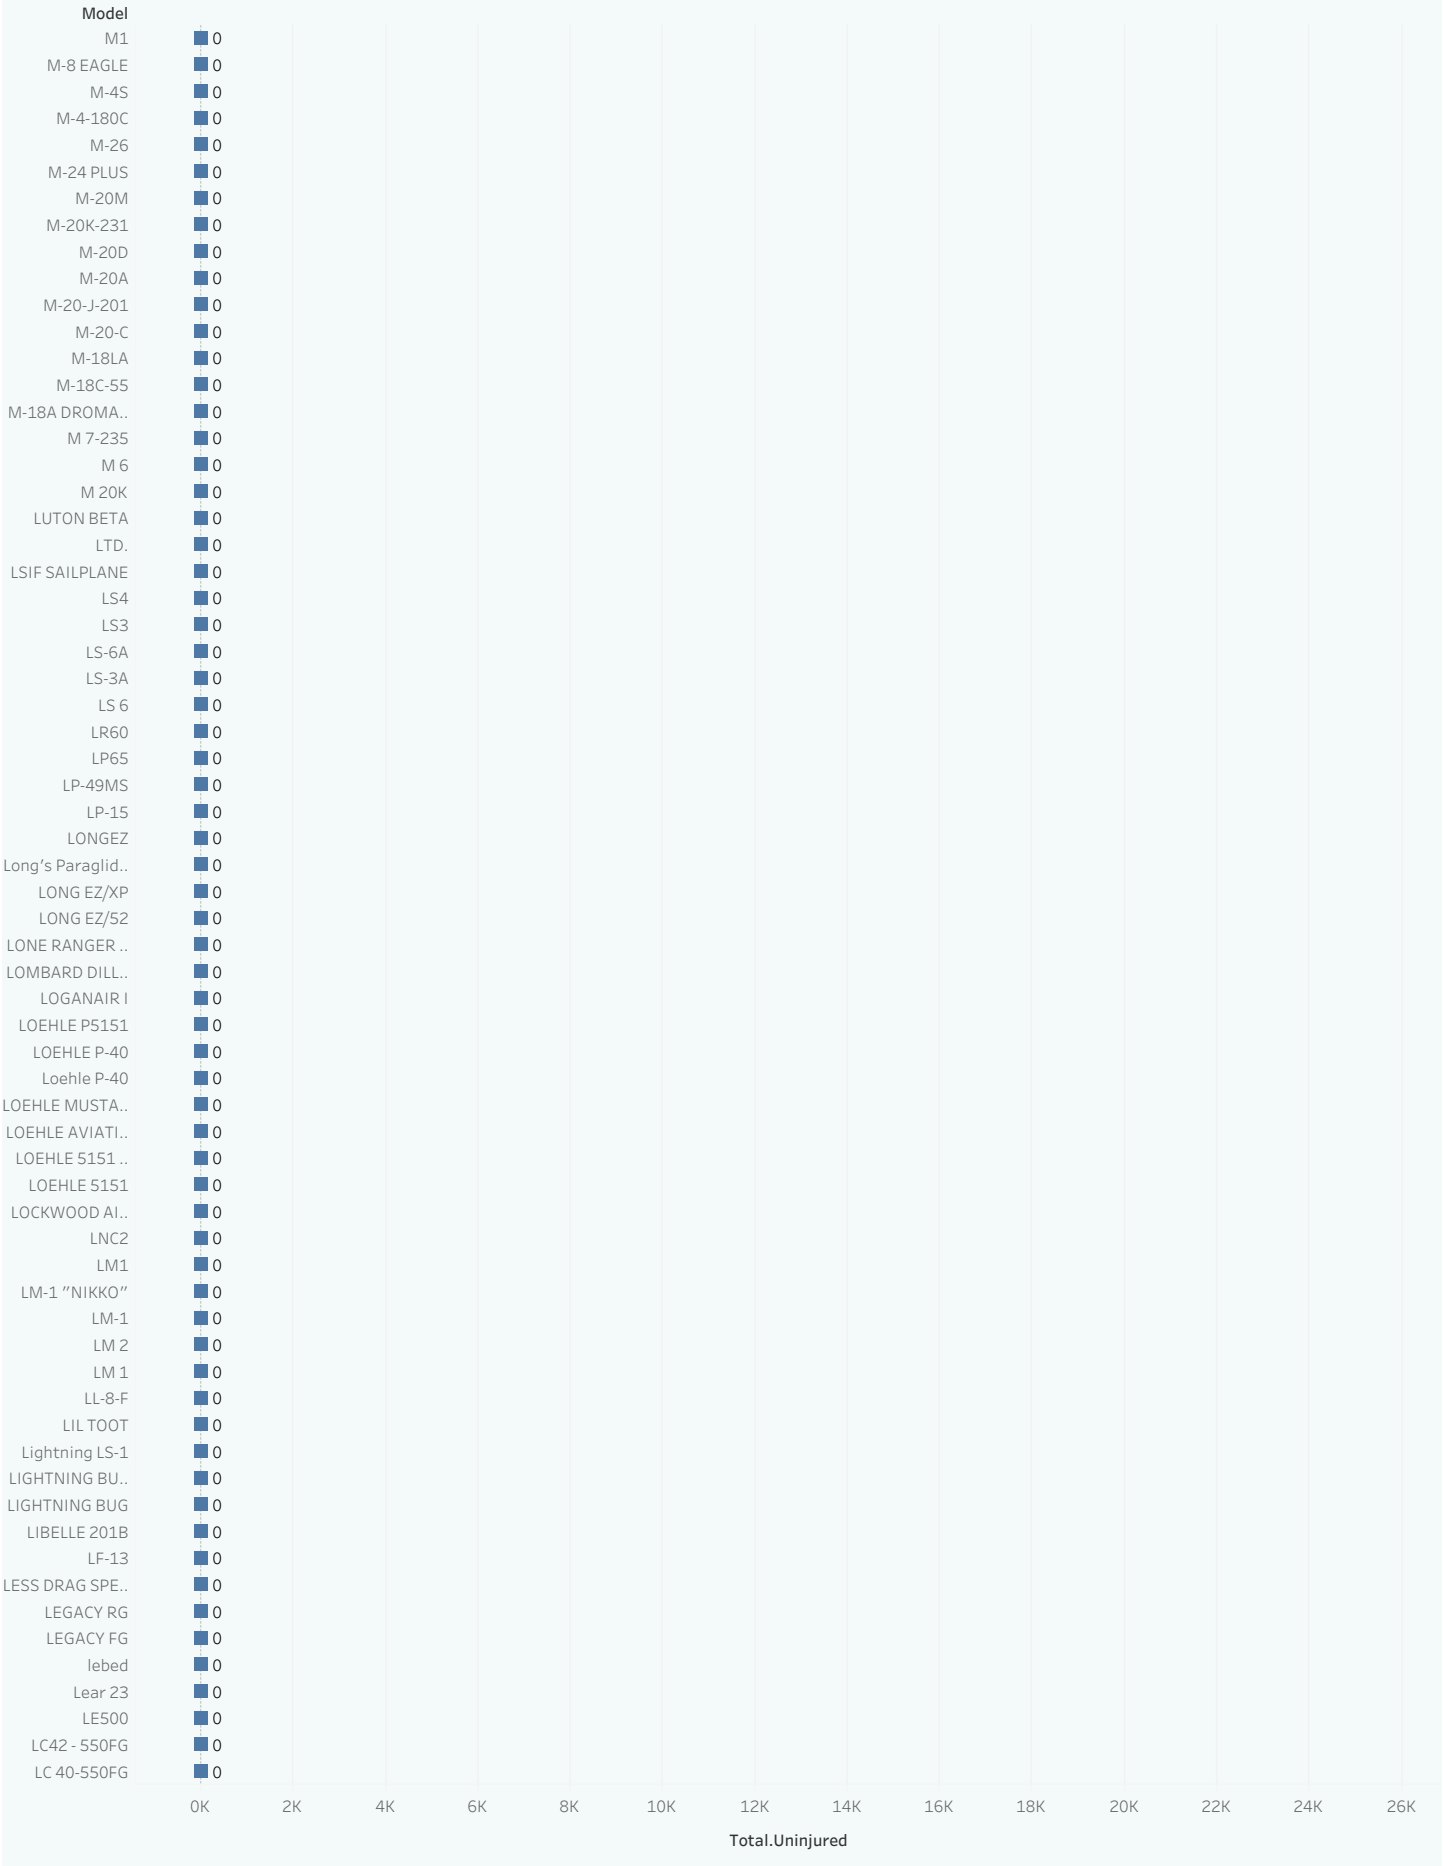 Model
M1 0
M-8 EAGLE 0
M-4S 0
M-4-180C 0
M-26 0
M-24 PLUS 0
M-20M 0
M-20K-231 0
M-20D 0
M-20A 0
M-20-J-201 0
M-20-C 0
M-18LA 0
M-18C-55 0
M-18A DROMA.. 0
M 7-235 0
M 6 0
M 20K 0
LUTON BETA 0
LTD. 0
LSIF SAILPLANE 0
LS4 0
LS3 0
LS-6A 0
LS-3A 0
LS 6 0
LR60 0
LP65 0
LP-49MS 0
LP-15 0
LONGEZ 0
Long's Paraglid.. 0
LONG EZ/XP 0
LONG EZ/52 0
LONE RANGER .. 0
LOMBARD DILL.. 0
LOGANAIR I 0
LOEHLE P5151 0
LOEHLE P-40 0
Loehle P-40 0
LOEHLE MUSTA.. 0
LOEHLE AVIATI.. 0
LOEHLE 5151 .. 0
LOEHLE 5151 0
LOCKWOOD AI.. 0
LNC2 0
LM1 0
LM-1 "NIKKO" 0
LM-1 0
LM 2 0
LM 1 0
LL-8-F 0
LIL TOOT 0
Lightning LS-1 0
LIGHTNING BU.. 0
LIGHTNING BUG 0
LIBELLE 201B 0
LF-13 0
LESS DRAG SPE.. 0
LEGACY RG 0
LEGACY FG 0
lebed 0
Lear 23 0
LE500 0
LC42 - 550FG 0
LC 40-550FG 0
0K 2K 4K 6K 8K 10K 12K 14K 16K 18K 20K 22K 24K 26K
Total.Uninjured